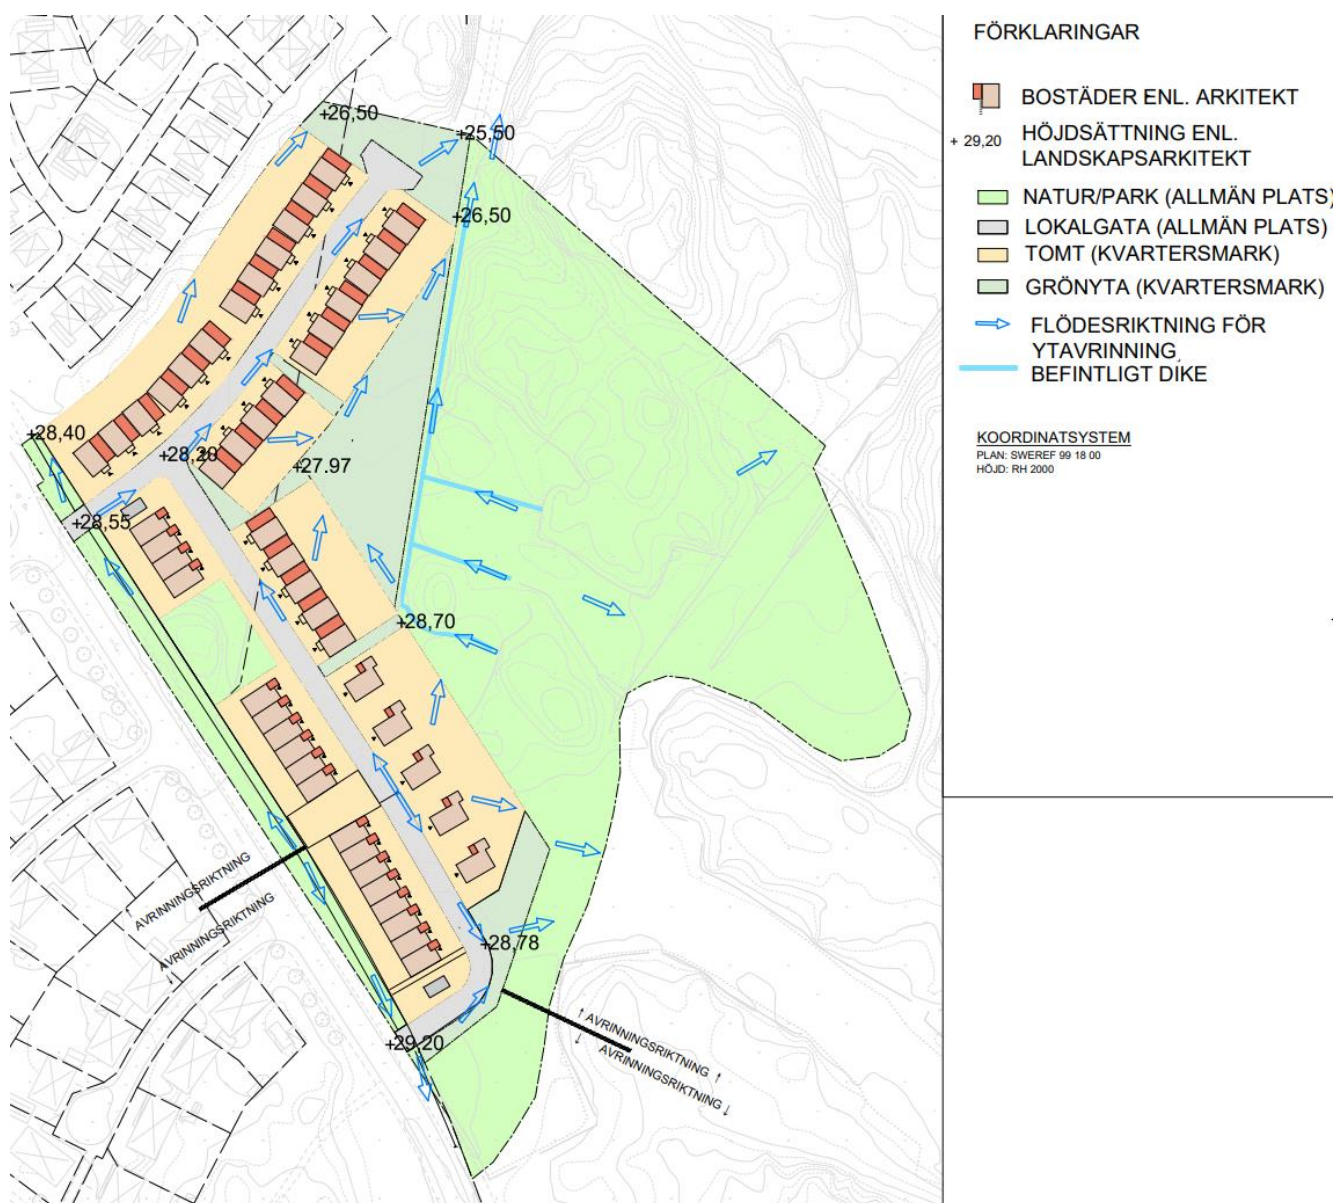 +26,50
+25,50
+26,50
+28,40
+28,20
+27.97
+28,55
+28,70
AVRINNINGSRIKTNING
AVRINNINGSRIKTNING
+28,78
+29,20
↑ AVRINNINGSRIKTNING ↑
↓ AVRINNINGSRIKTNING ↓
FÖRKLARINGAR
BOSTÄDER ENL. ARKITEKT
+ 29,20 HÖJDSÄTTNING ENL.
LANDSKAPSARKITEKT
NATUR/PARK (ALLMÄN PLATS)
LOKALGATA (ALLMÄN PLATS)
TOMT (KVARTERSMARK)
GRÖNYTA (KVARTERSMARK)
FLÖDESRIKTNING FÖR
YTAVRINNING
BEFINTLIGT DIKE
KOORDINATSYSTEM
PLAN: SWEREF 99 18 00
HÖJD: RH 2000